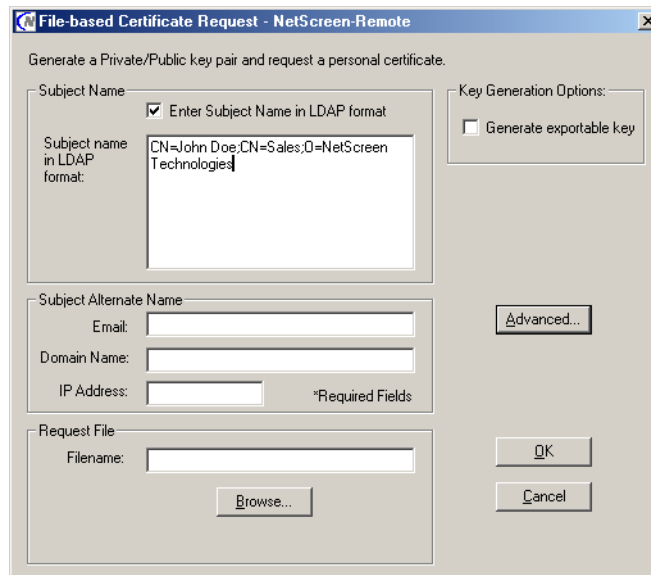 File-based Certificate Request - NetScreen-Remote
Generate a Private/Public key pair and request a personal certificate.
Subject Name
Enter Subject Name in LDAP format
Subject name
in LDAP
format:
CN=John Doe;CN=Sales;O=NetScreen
Technologies
Key Generation Options:
Generate exportable key
Subject Alternate Name
Email:
Domain Name:
IP Address:
*Required Fields
Advanced...
Request File
Filename:
Browse...
OK
Cancel